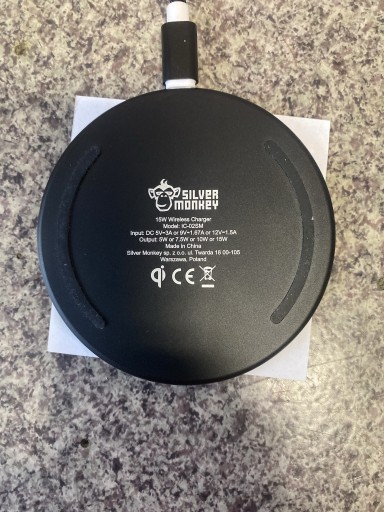 SILVER
MONKEY
15W Wireless Charger
Model: IC-02SM
Input: DC 5V⎓3A or 9V⎓1.67A or 12V⎓1.5A
Output: 5W or 7.5W or 10W or 15W
Made in China
Silver Monkey sp. z o.o. ul. Twarda 18 00-105
Warszawa, Poland
qi CE